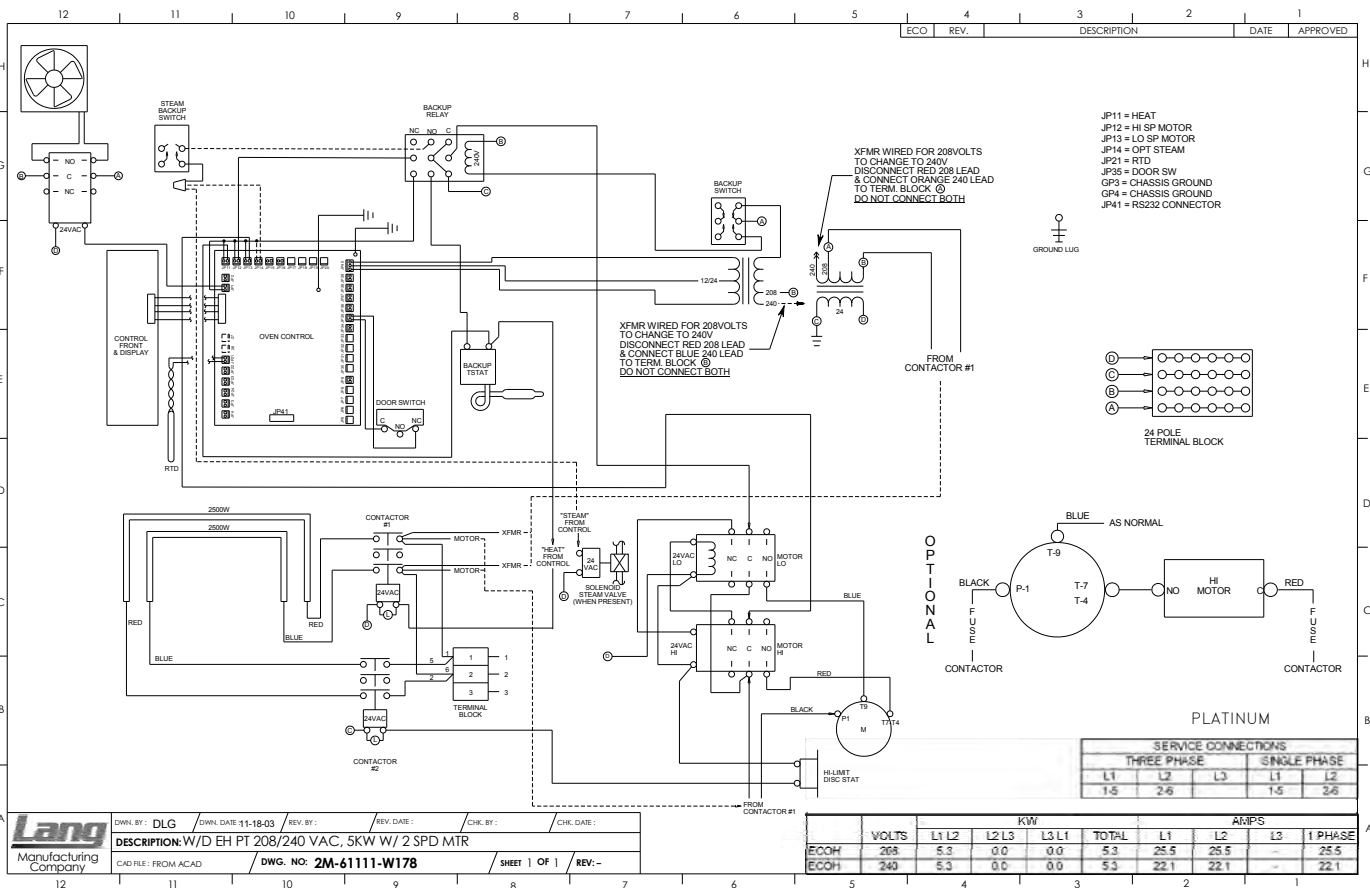 12 11 10 9 8 7 6 5 4 3 2 1
ECO REV. DESCRIPTION DATE APPROVED
H
G
F
E
D
C
B
A
H
G
F
E
D
C
B
A
STEAM
BACKUP
SWITCH
BACKUP
RELAY
NC NO C
240V
B
C
NO
C
NC
B
A
24VAC
D
JP11 = HEAT
JP12 = HI SP MOTOR
JP13 = LO SP MOTOR
JP14 = OPT STEAM
JP21 = RTD
JP35 = DOOR SW
GP3 = CHASSIS GROUND
GP4 = CHASSIS GROUND
JP41 = RS232 CONNECTOR
XFMR WIRED FOR 208VOLTS
TO CHANGE TO 240V
DISCONNECT RED 208 LEAD
& CONNECT ORANGE 240 LEAD
TO TERM. BLOCK A
DO NOT CONNECT BOTH
BACKUP
SWITCH
A
GROUND LUG
A
B
240
208
24
C
D
12/24
208 B
240
XFMR WIRED FOR 208VOLTS
TO CHANGE TO 240V
DISCONNECT RED 208 LEAD
& CONNECT BLUE 240 LEAD
TO TERM. BLOCK B
DO NOT CONNECT BOTH
FROM
CONTACTOR #1
CONTROL
FRONT
& DISPLAY
OVEN CONTROL
JP41
RTD
BACKUP
TSTAT
DOOR SWITCH
C NO NC
D
C
B
A
24 POLE
TERMINAL BLOCK
2500W
2500W
RED
BLUE
RED
BLUE
CONTACTOR
#1
24VAC
D
L
MOTOR
XFMR
MOTOR
XFMR
"HEAT"
FROM
CONTROL
"STEAM"
FROM
CONTROL
24
VAC
D
SOLENOID
STEAM VALVE
(WHEN PRESENT)
24VAC
LO
NC C NO
MOTOR
LO
24VAC
HI
NC C NO
MOTOR
HI
D
BLUE
RED
BLACK
P1
T9
T7 T4
M
HI-LIMIT
DISC STAT
FROM
CONTACTOR #1
5
1
6
2
1 1
2 2
3 3
TERMINAL
BLOCK
24VAC
C
L
CONTACTOR
#2
OPTIONAL
BLUE AS NORMAL
T-9
BLACK
P-1
T-7
T-4
NO
HI
MOTOR
C
RED
FUSE
CONTACTOR
FUSE
CONTACTOR
PLATINUM
SERVICE CONNECTIONS
THREE PHASE SINGLE PHASE
L1 L2 L3 L1 L2
1-5 2-6 1-5 2-6
KW AMPS
VOLTS L1 L2 L2 L3 L3 L1 TOTAL L1 L2 L3 1 PHASE
ECOH 208 5.3 0.0 0.0 5.3 25.5 25.5 - 25.5
ECOH 240 5.3 0.0 0.0 5.3 22.1 22.1 - 22.1
Lang
Manufacturing
Company
DWN. BY: DLG DWN. DATE 11-18-03 REV. BY: REV. DATE: CHK. BY: CHK. DATE:
DESCRIPTION: W/D EH PT 208/240 VAC, 5KW W/ 2 SPD MTR
CAD FILE: FROM ACAD DWG. NO: 2M-61111-W178 SHEET 1 OF 1 REV: -
12 11 10 9 8 7 6 5 4 3 2 1